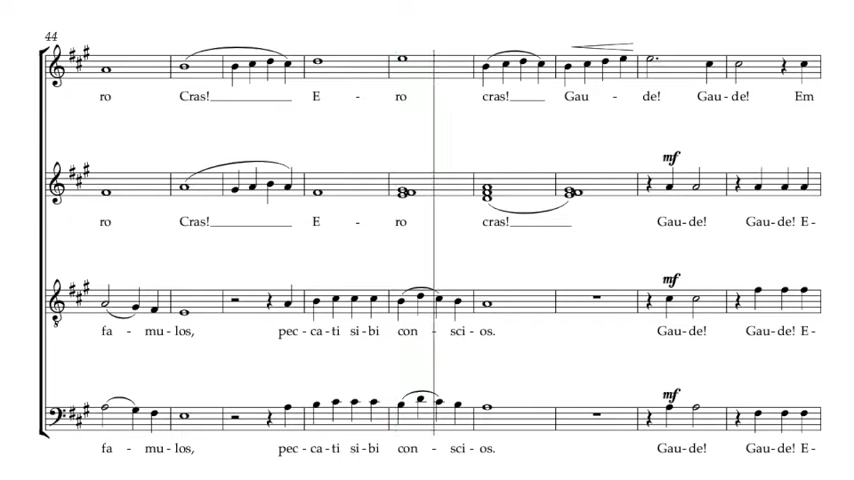 44
ro Cras! E - ro cras! Gau - de! Gau-de! Em
mf
ro Cras! E - ro cras! Gau-de! Gau-de! E-
mf
fa - mu-los, pec-ca-ti si-bi con - sci-os. Gau-de! Gau-de! E-
mf
fa - mu-los, pec-ca-ti si-bi con - sci-os. Gau-de! Gau-de! E-